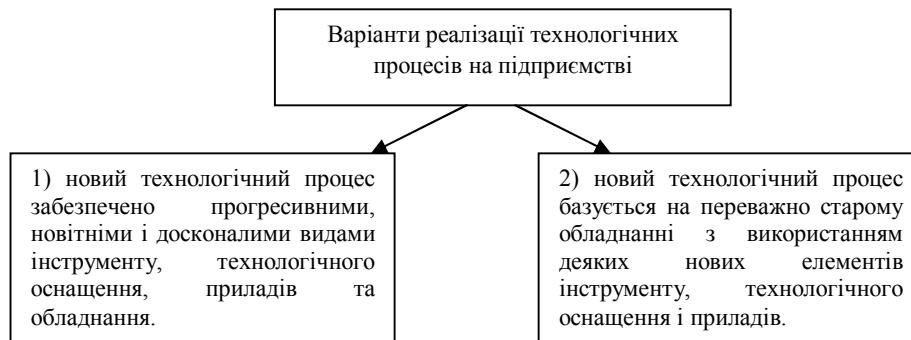 Варіанти реалізації технологічних
процесів на підприємстві
1) новий технологічний процес
забезпечено прогресивними,
новітніми і досконалими видами
інструменту, технологічного
оснащення, приладів та
обладнання.
2) новий технологічний процес
базується на переважно старому
обладнанні з використанням
деяких нових елементів
інструменту, технологічного
оснащення і приладів.